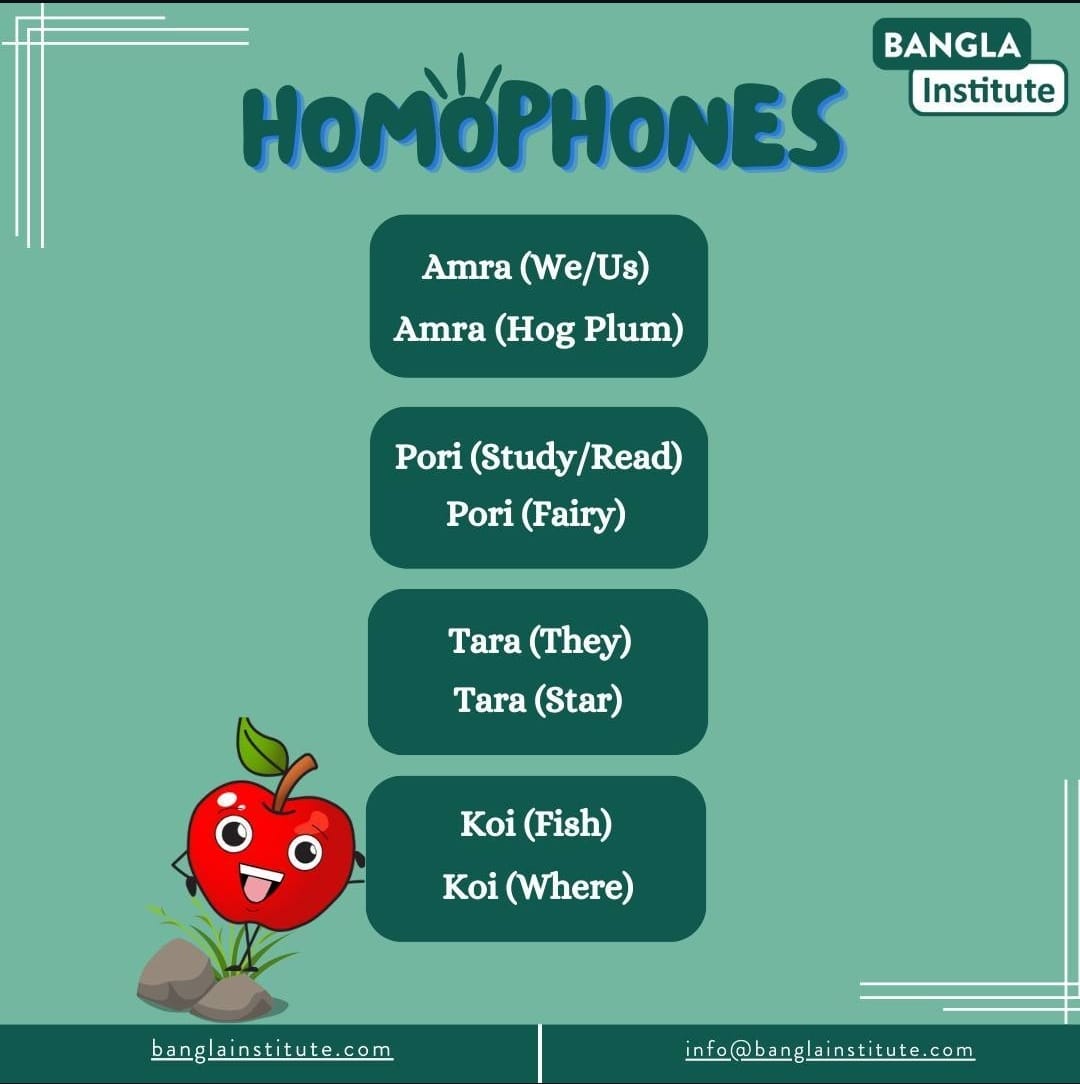 BANGLA
Institute
HOMOPHONES
Amra (We/Us)
Amra (Hog Plum)
Pori (Study/Read)
Pori (Fairy)
Tara (They)
Tara (Star)
Koi (Fish)
Koi (Where)
banglainstitute.com
info@banglainstitute.com